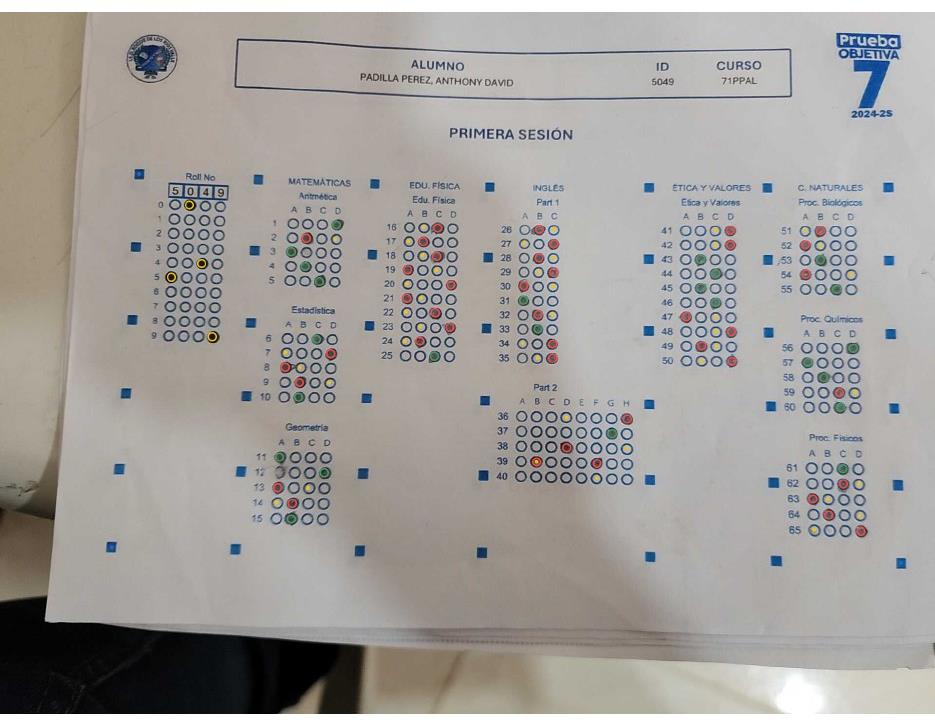 Prueba
OBJETIVA
7
2024-25
ALUMNO ID CURSO
PADILLA PEREZ, ANTHONY DAVID 5049 71PPAL
PRIMERA SESIÓN
Roll No
5 0 4 9
0
1
2
3
4
5
6
7
8
9
MATEMÁTICAS
Aritmética
A B C D
1
2
3
4
5
Estadística
A B C D
6
7
8
9
10
Geometría
A B C D
11
12
13
14
15
EDU. FÍSICA
Edu. Física
A B C D
16
17
18
19
20
21
22
23
24
25
INGLÉS
Part 1
A B C
26
27
28
29
30
31
32
33
34
35
Part 2
A B C D E F G H
36
37
38
39
40
ÉTICA Y VALORES
Etica y Valores
A B C D
41
42
43
44
45
46
47
48
49
50
C. NATURALES
Proc. Biológicos
A B C D
51
52
53
54
55
Proc. Químicos
A B C D
56
57
58
59
60
Proc. Físicos
A B C D
61
62
63
64
65